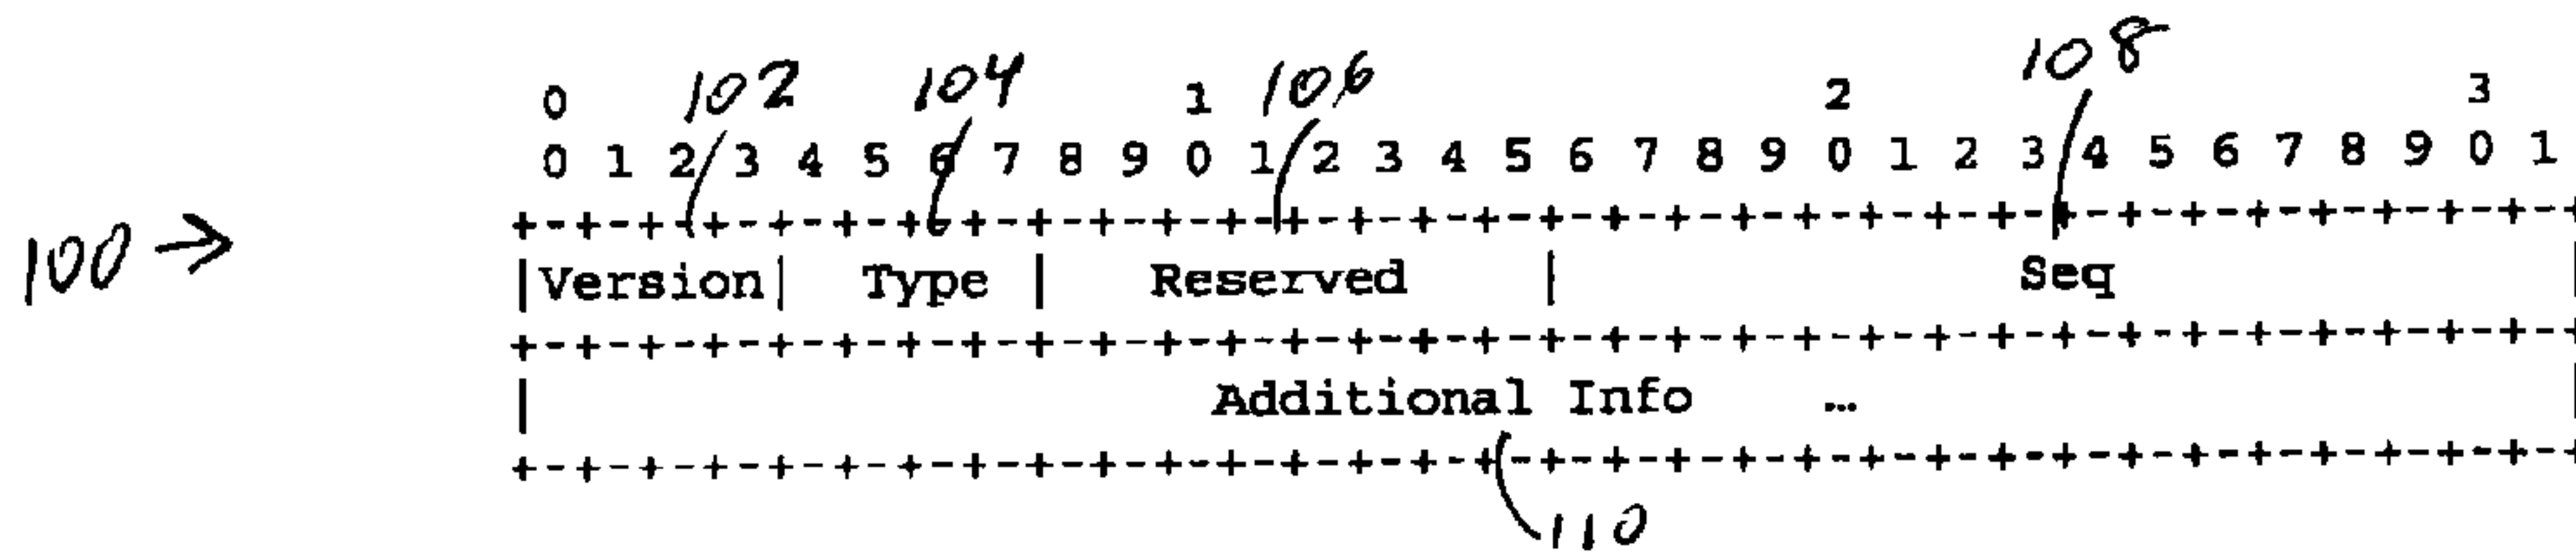 0 102 104 1 106 2 108 3
0 1 2 3 4 5 6 7 8 9 0 1 2 3 4 5 6 7 8 9 0 1 2 3 4 5 6 7 8 9 0 1
+-+-+-+-+-+-+-+-+-+-+-+-+-+-+-+-+-+-+-+-+-+-+-+-+-+-+-+-+-+-+-+-+
100 → |Version| Type | Reserved | Seq |
+-+-+-+-+-+-+-+-+-+-+-+-+-+-+-+-+-+-+-+-+-+-+-+-+-+-+-+-+-+-+-+-+
| Additional Info … |
+-+-+-+-+-+-+-+-+-+-+-+-+-+-+-+-+-+-+-+-+-+-+-+-+-+-+-+-+-+-+-+-+
110